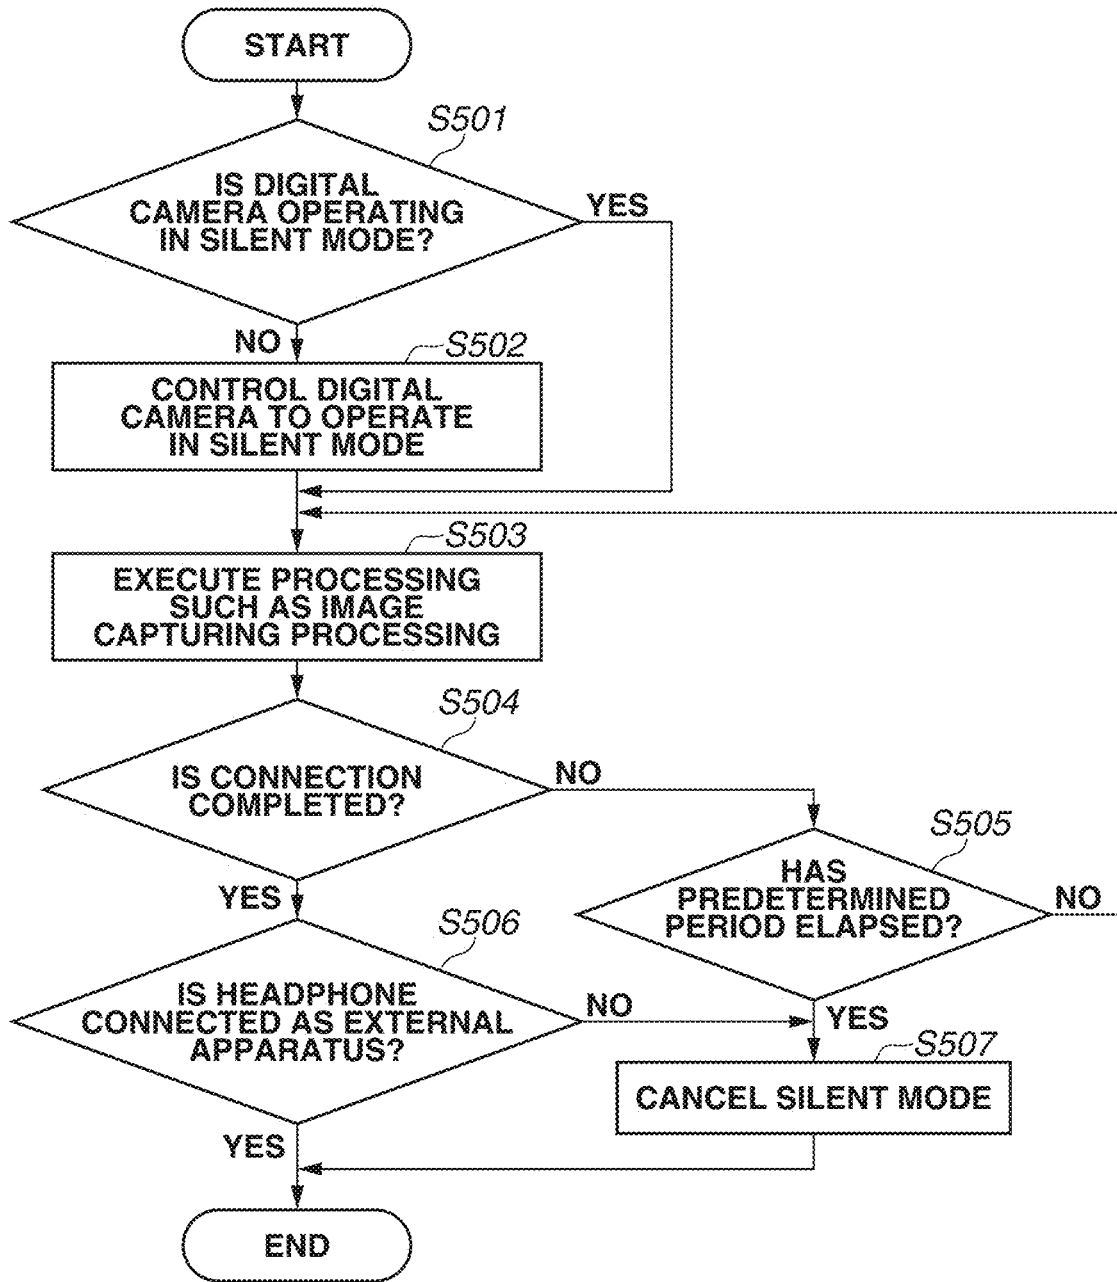 START
S501
IS DIGITAL
CAMERA OPERATING
IN SILENT MODE?
YES
NO
S502
CONTROL DIGITAL
CAMERA TO OPERATE
IN SILENT MODE
S503
EXECUTE PROCESSING
SUCH AS IMAGE
CAPTURING PROCESSING
S504
IS CONNECTION
COMPLETED?
NO
YES
S505
HAS
PREDETERMINED
PERIOD ELAPSED?
NO
YES
S506
IS HEADPHONE
CONNECTED AS EXTERNAL
APPARATUS?
NO
YES
S507
CANCEL SILENT MODE
END